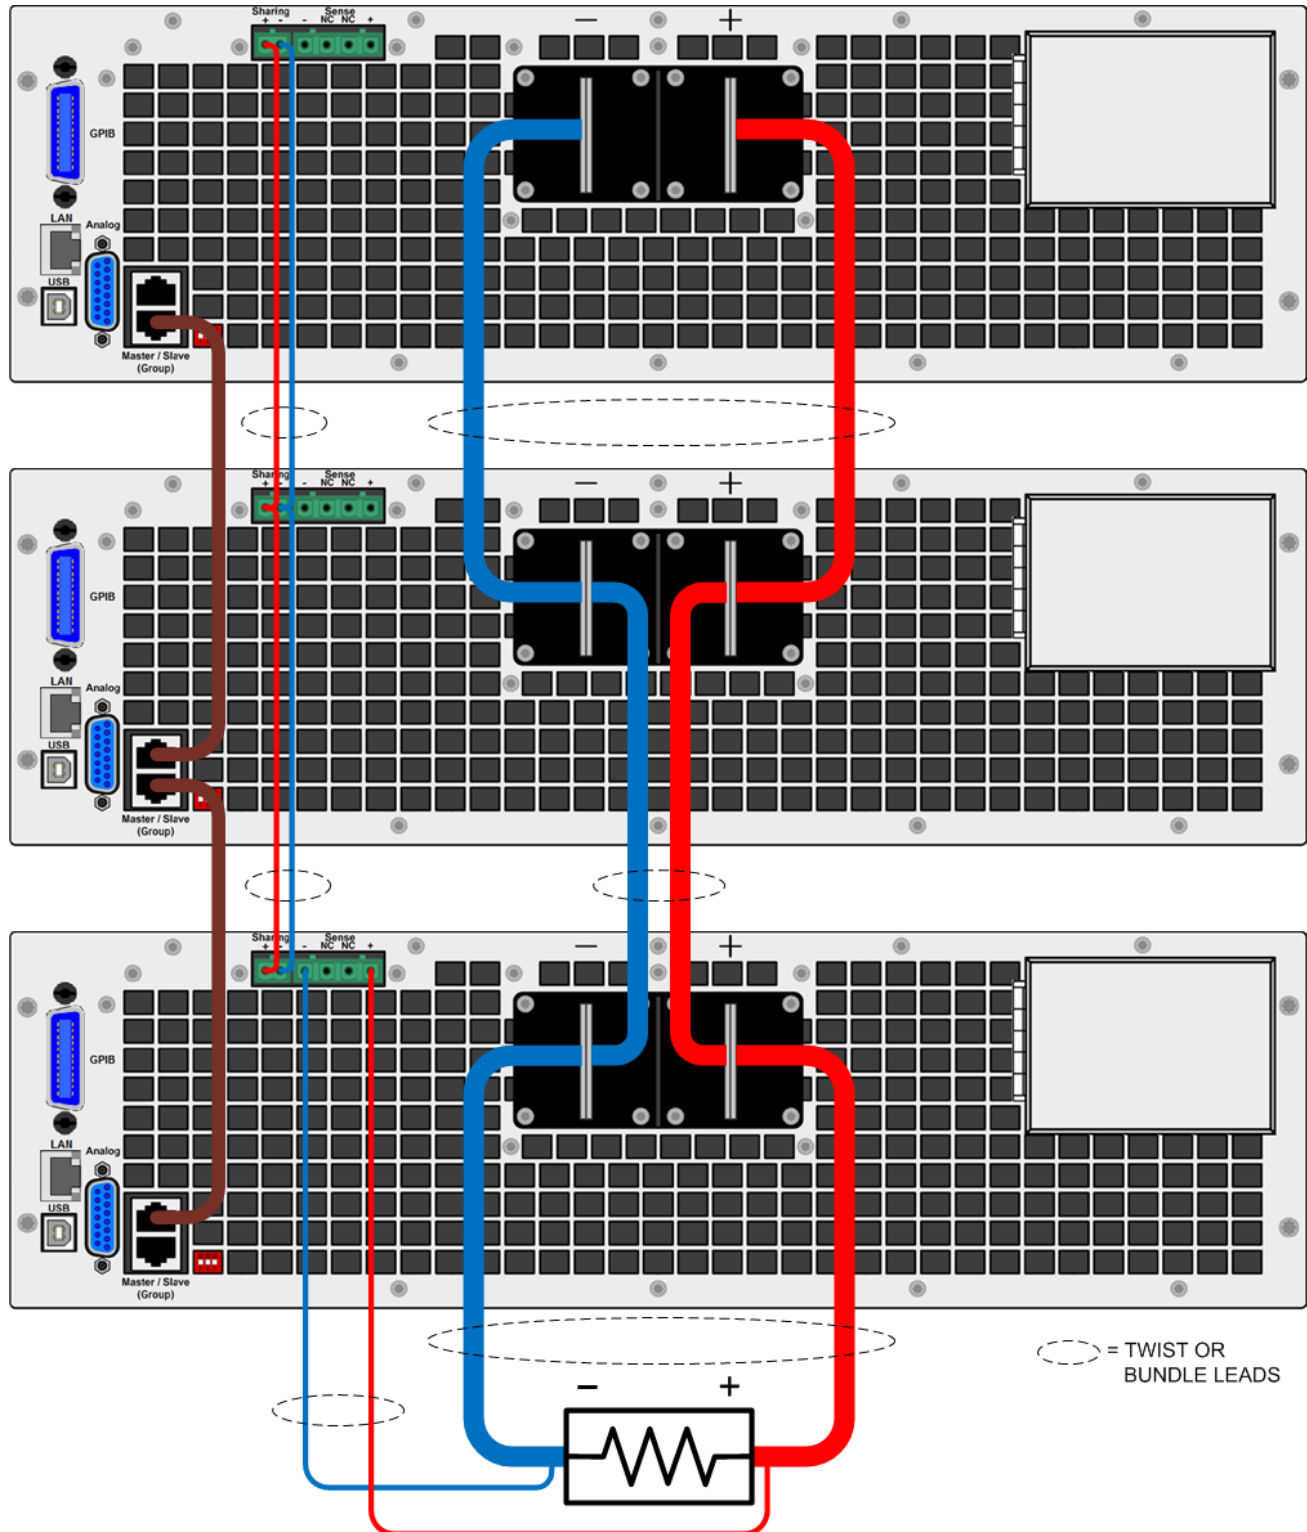 Sharing Sense
+ - - NC NC +
— +
GPIB
LAN
Analog
USB
Master / Slave
(Group)
Sharing Sense
+ - - NC NC +
— +
GPIB
LAN
Analog
USB
Master / Slave
(Group)
Sharing Sense
+ - - NC NC +
— +
GPIB
LAN
Analog
USB
Master / Slave
(Group)
= TWIST OR
BUNDLE LEADS
- +